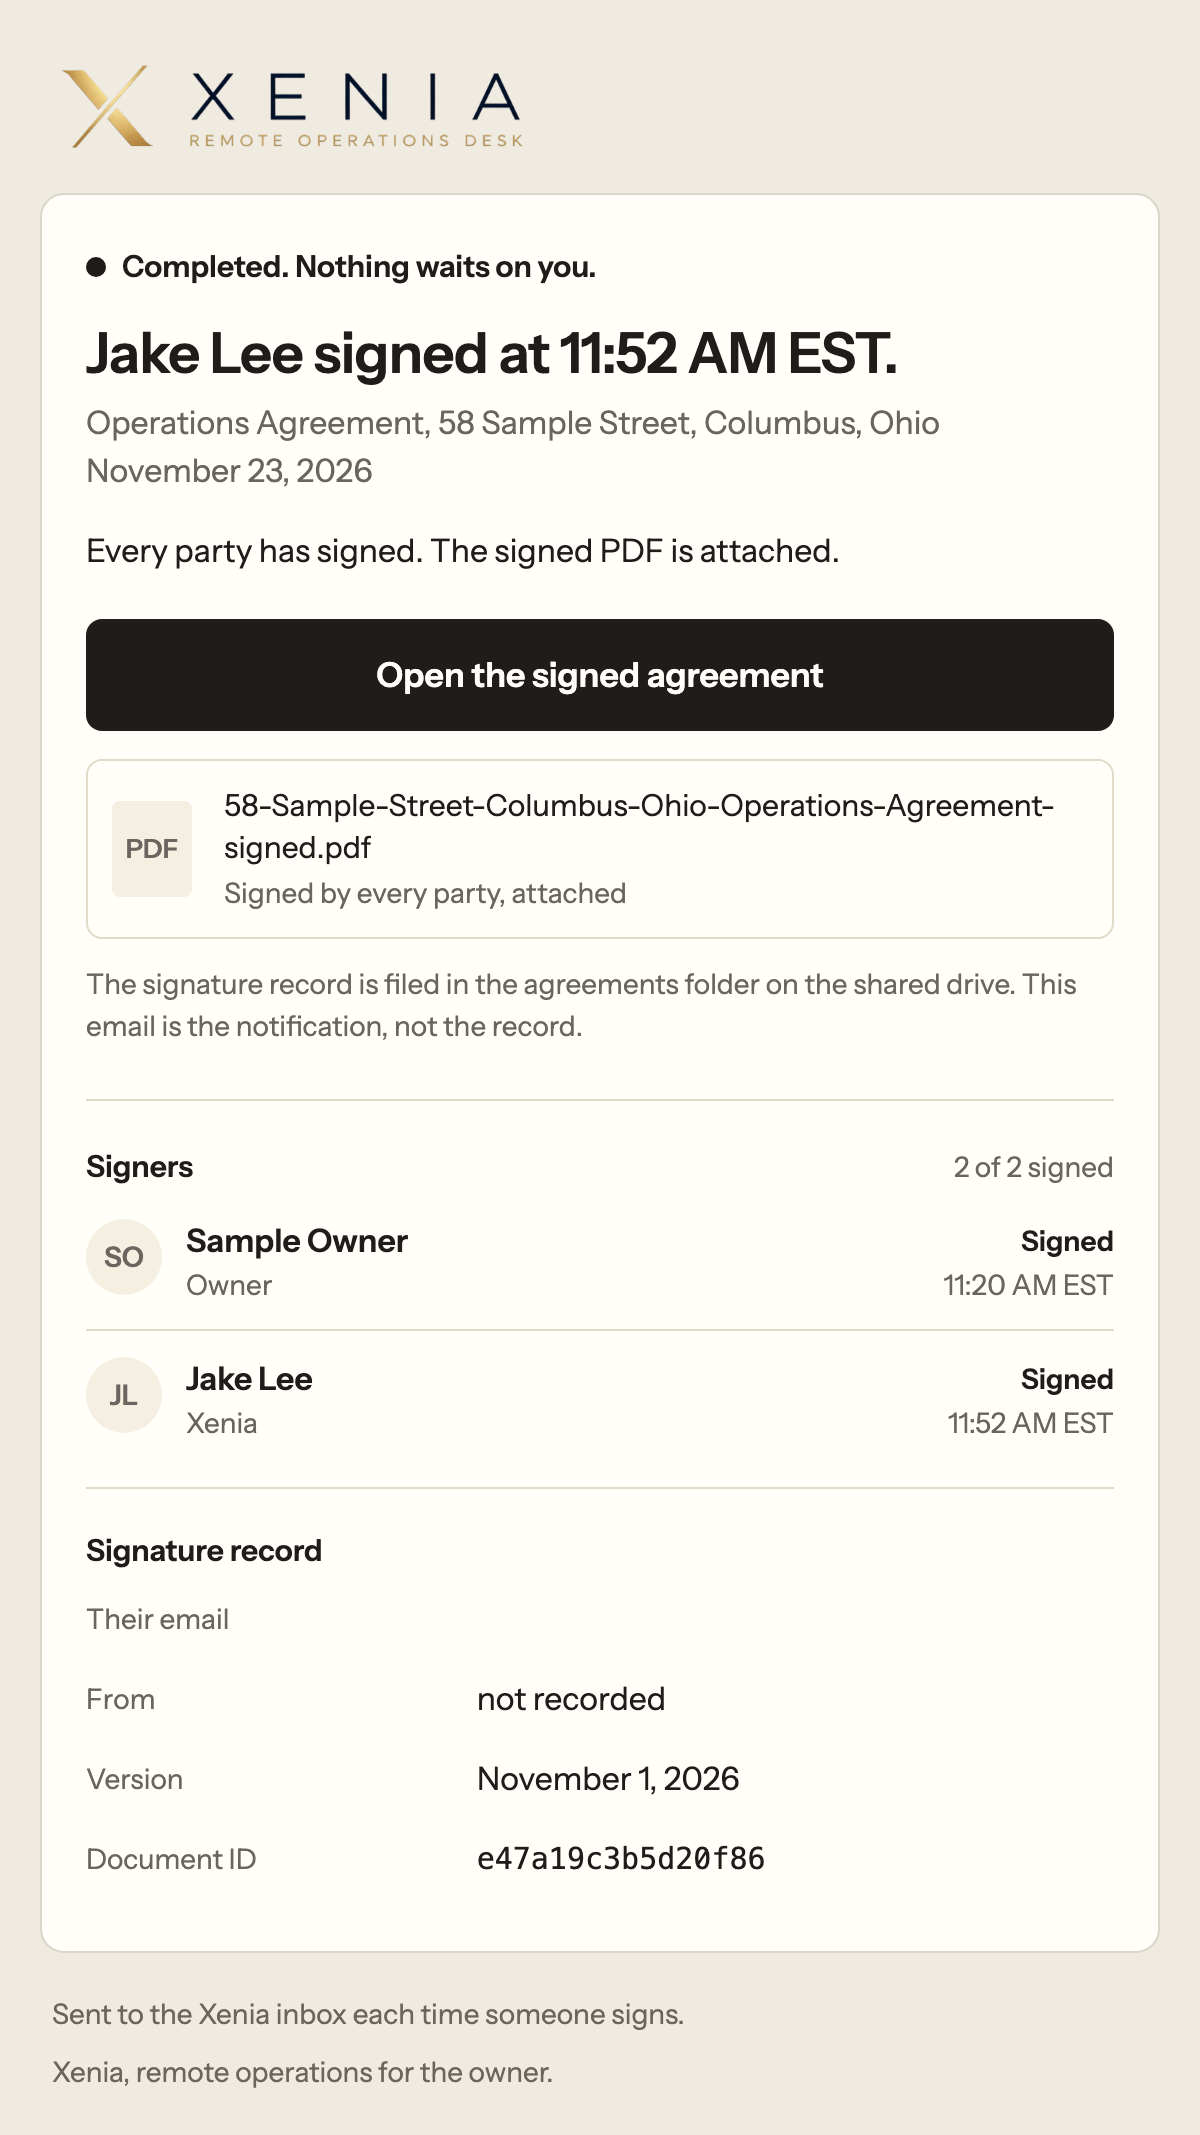 XENIA
REMOTE OPERATIONS DESK
Completed. Nothing waits on you.
Jake Lee signed at 11:52 AM EST.
Operations Agreement, 58 Sample Street, Columbus, Ohio
November 23, 2026
Every party has signed. The signed PDF is attached.
Open the signed agreement
PDF
58-Sample-Street-Columbus-Ohio-Operations-Agreement-
signed.pdf
Signed by every party, attached
The signature record is filed in the agreements folder on the shared drive. This
email is the notification, not the record.
Signers
2 of 2 signed
SO
Sample Owner
Signed
Owner
11:20 AM EST
JL
Jake Lee
Signed
Xenia
11:52 AM EST
Signature record
Their email
From
not recorded
Version
November 1, 2026
Document ID
e47a19c3b5d20f86
Sent to the Xenia inbox each time someone signs.
Xenia, remote operations for the owner.